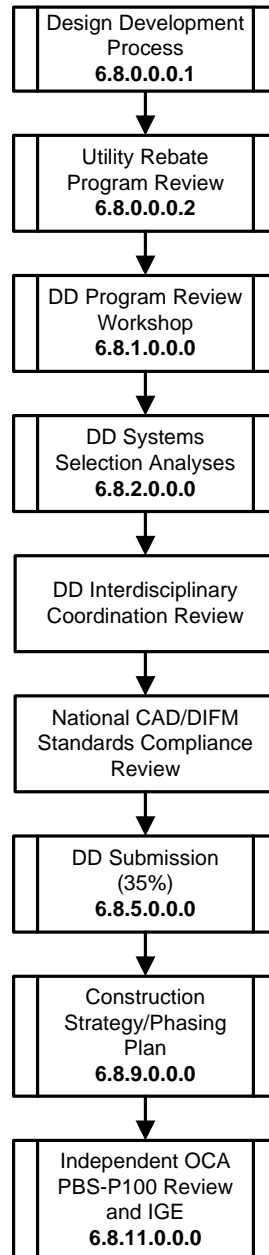 Design Development
Process
6.8.0.0.0.1
Utility Rebate
Program Review
6.8.0.0.0.2
DD Program Review
Workshop
6.8.1.0.0.0
DD Systems
Selection Analyses
6.8.2.0.0.0
DD Interdisciplinary
Coordination Review
National CAD/DIFM
Standards Compliance
Review
DD Submission
(35%)
6.8.5.0.0.0
Construction
Strategy/Phasing
Plan
6.8.9.0.0.0
Independent OCA
PBS-P100 Review
and IGE
6.8.11.0.0.0